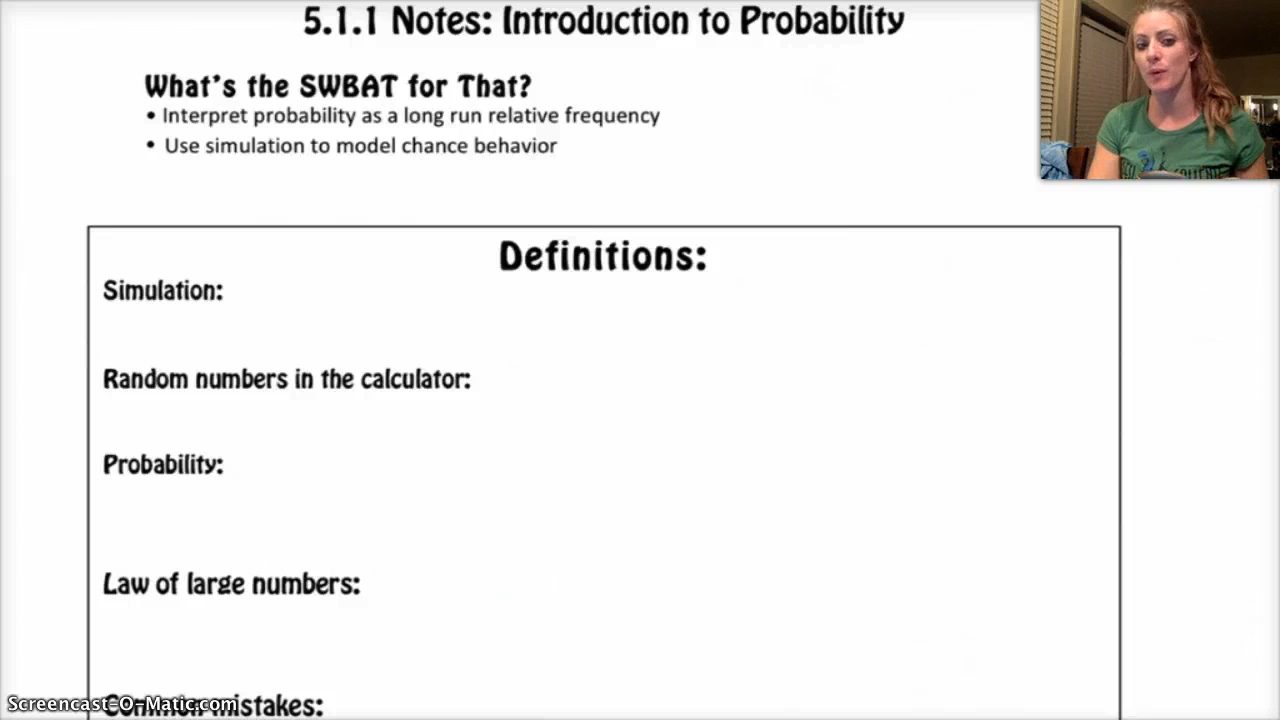 5.1.1 Notes: Introduction to Probability
What's the SWBAT for That?
• Interpret probability as a long run relative frequency
• Use simulation to model chance behavior
Definitions:
Simulation:
Random numbers in the calculator:
Probability:
Law of large numbers:
Common mistakes:
Screencast-O-Matic.com